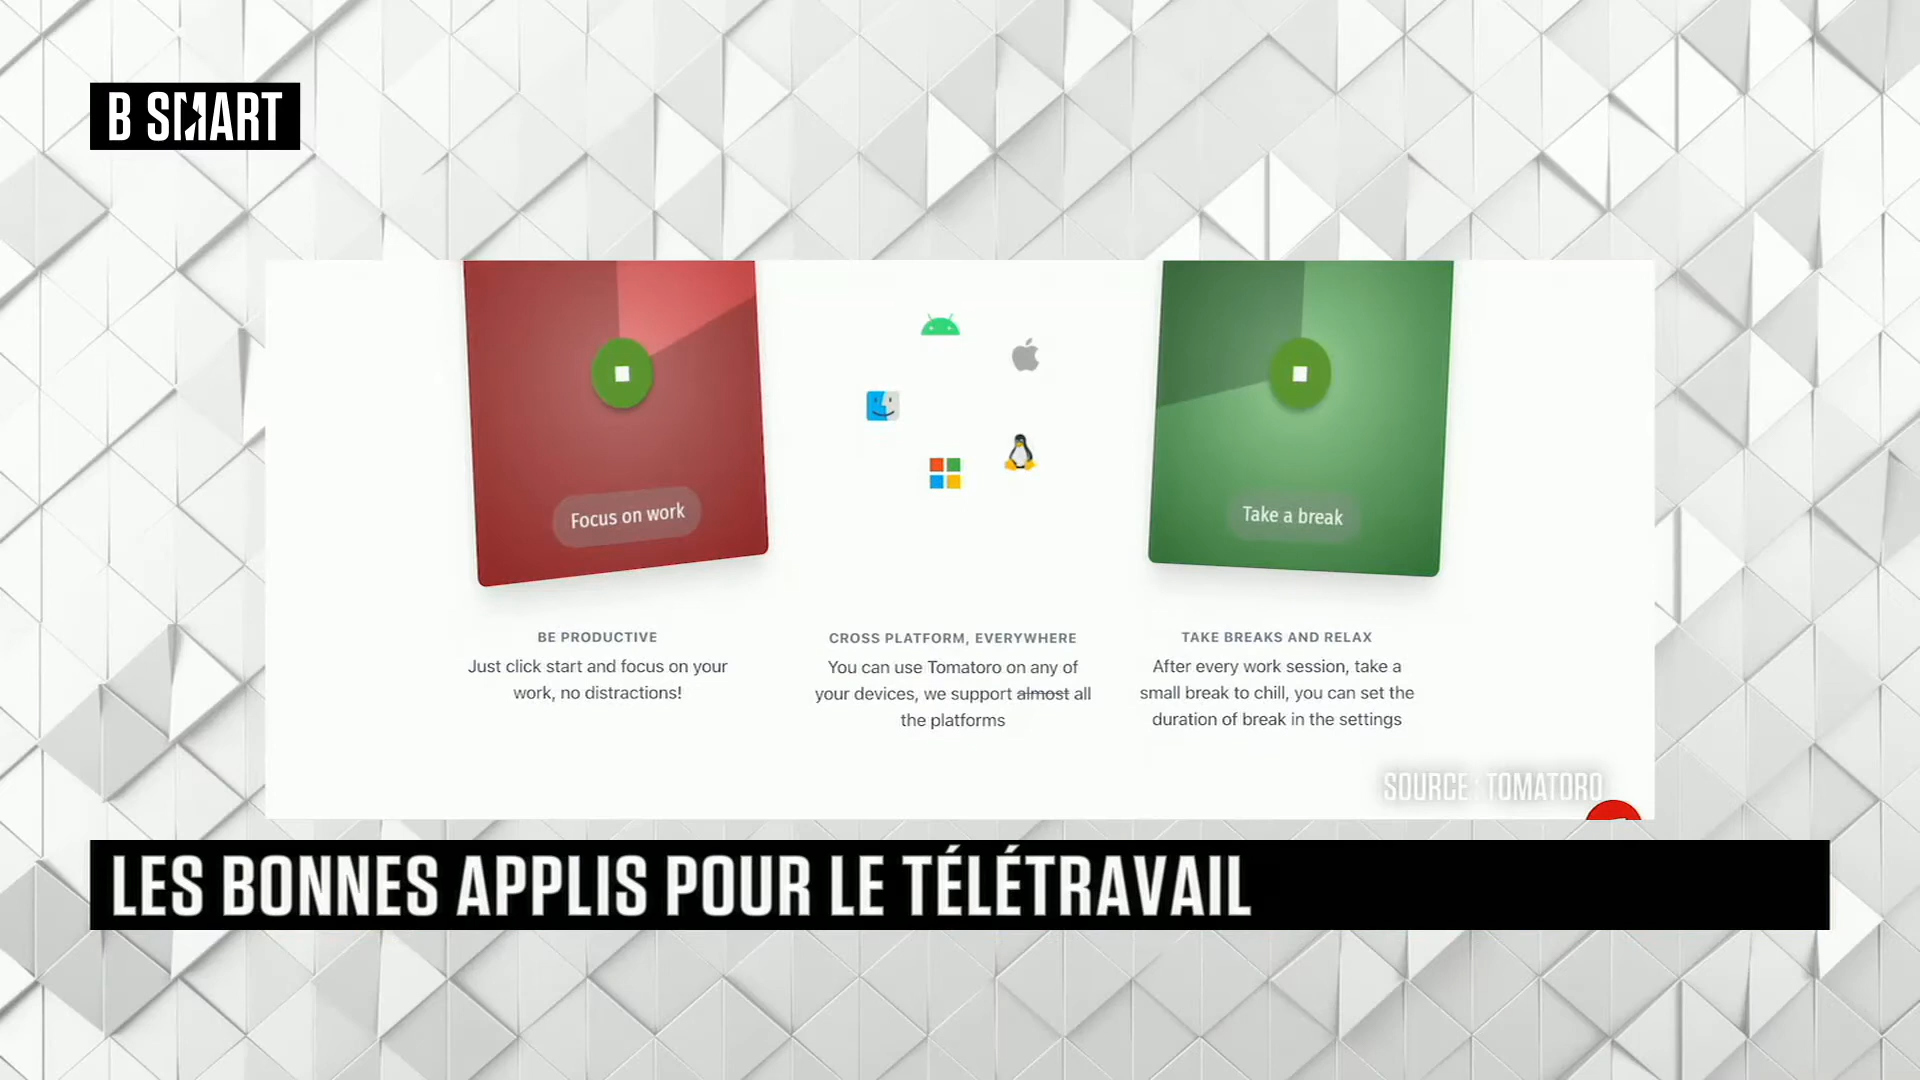 B SMART
Focus on work
Take a break
BE PRODUCTIVE
Just click start and focus on your
work, no distractions!
CROSS PLATFORM, EVERYWHERE
You can use Tomatoro on any of
your devices, we support almost all
the platforms
TAKE BREAKS AND RELAX
After every work session, take a
small break to chill, you can set the
duration of break in the settings
SOURCE : TOMATORO
LES BONNES APPLIS POUR LE TÉLÉTRAVAIL